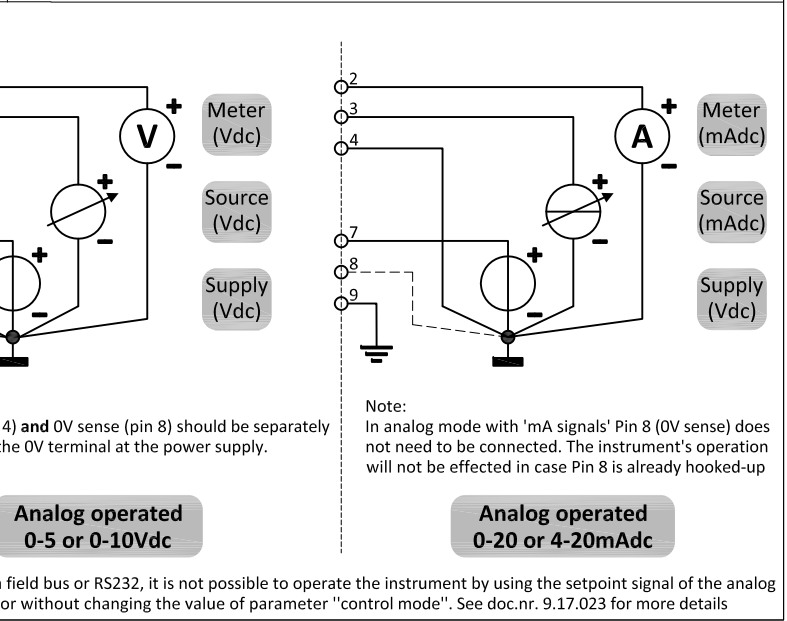 2
3
4
7
8
9
+
V
−
+
−
+
−
Meter
(Vdc)
Source
(Vdc)
Supply
(Vdc)
+
A
−
+
−
+
−
Meter
(mAdc)
Source
(mAdc)
Supply
(Vdc)
4) and 0V sense (pin 8) should be separately
the 0V terminal at the power supply.
Note:
In analog mode with 'mA signals' Pin 8 (0V sense) does
not need to be connected. The instrument's operation
will not be effected in case Pin 8 is already hooked-up
Analog operated
0-5 or 0-10Vdc
Analog operated
0-20 or 4-20mAdc
field bus or RS232, it is not possible to operate the instrument by using the setpoint signal of the analog
or without changing the value of parameter ''control mode''. See doc.nr. 9.17.023 for more details